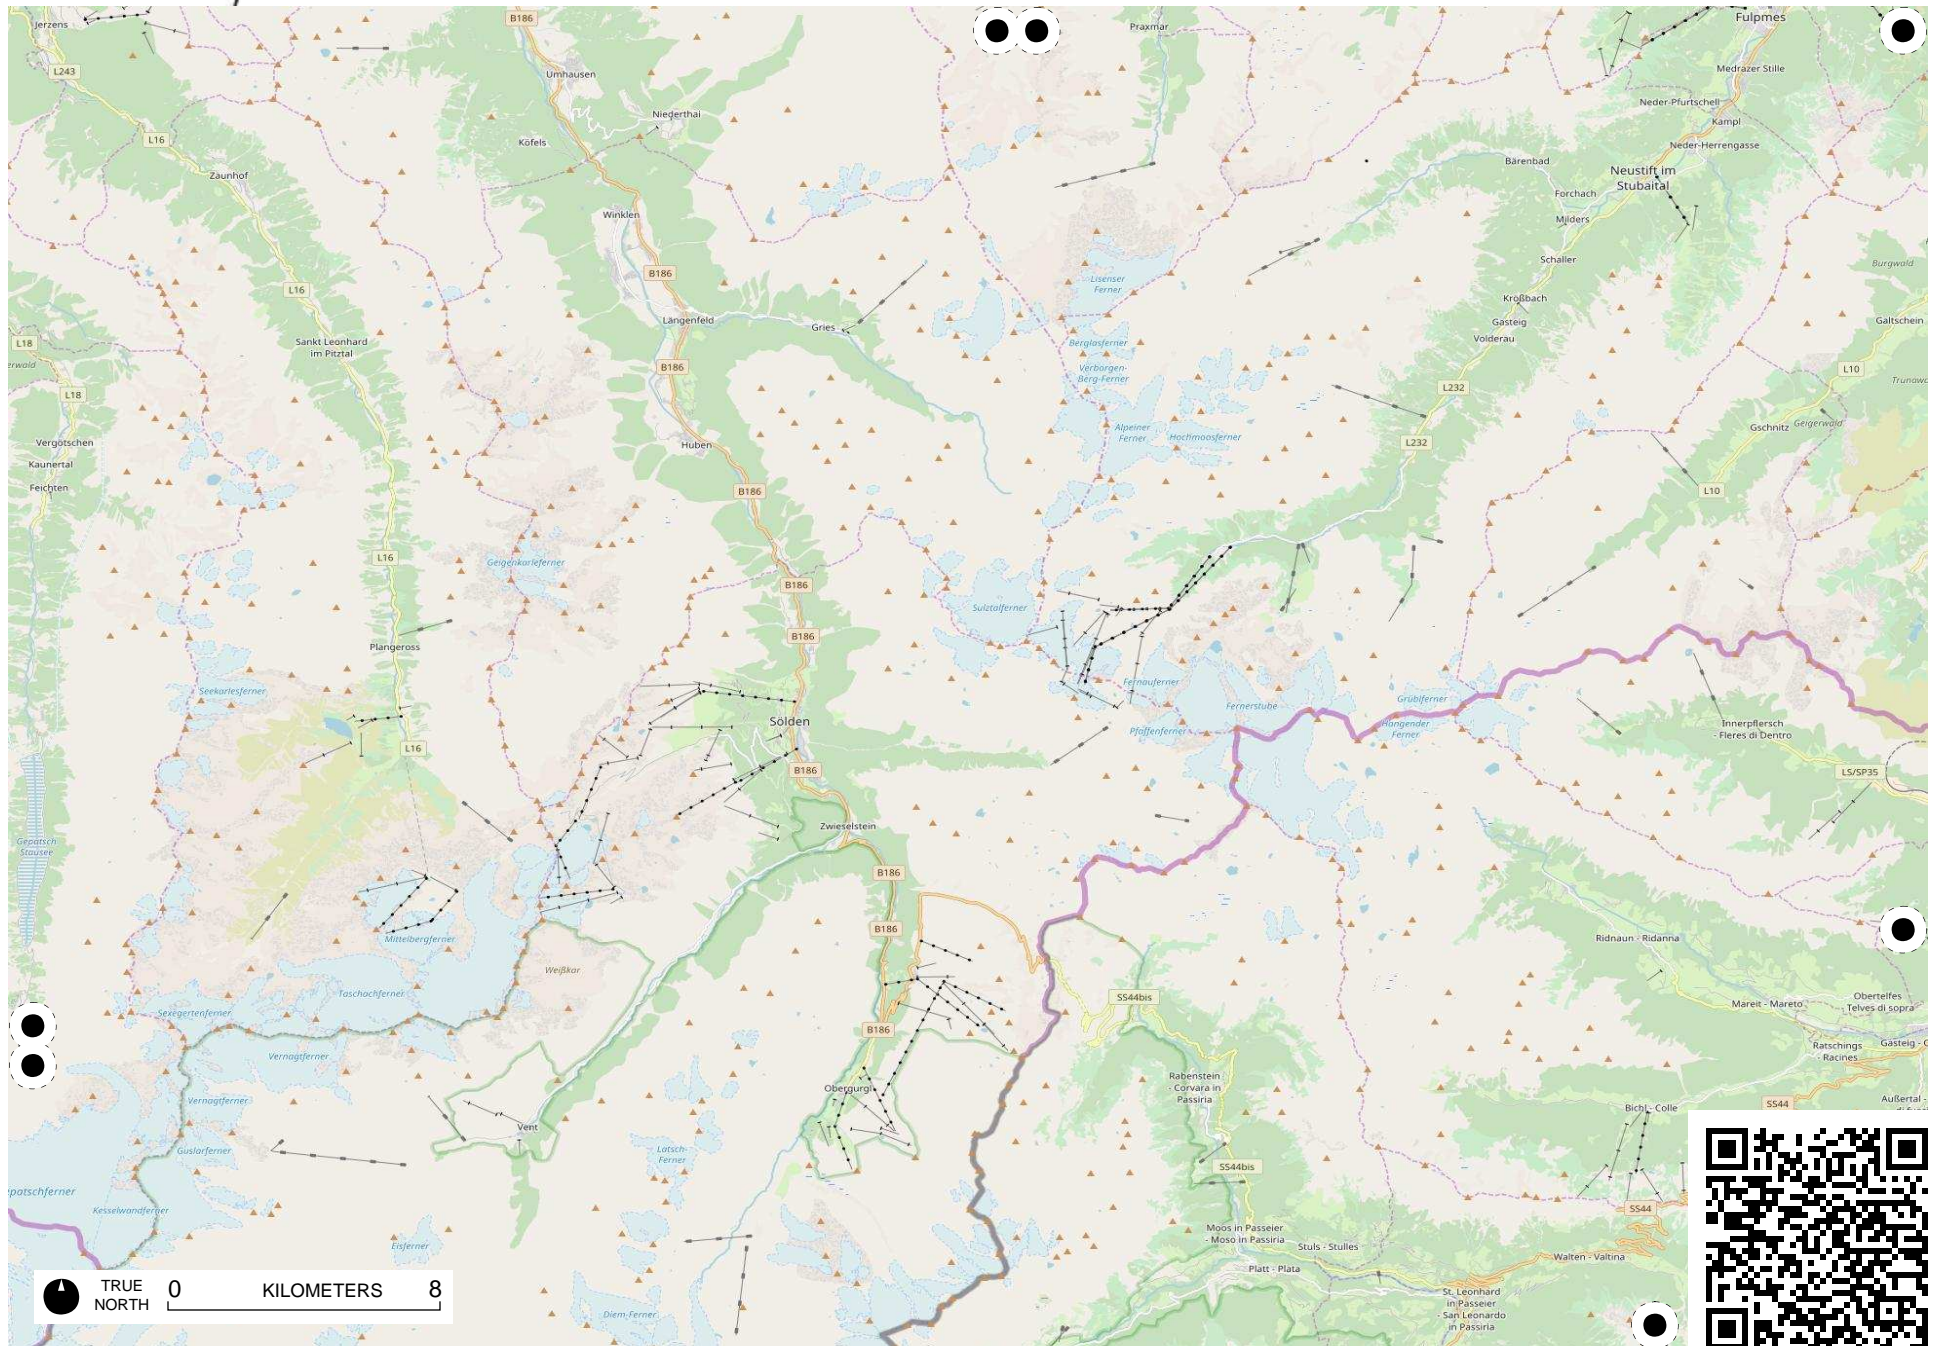 B186
Fulpmes
Jerzens
Praxmar
L243
Umhausen
Medrazer Stille
Neder-Pfurtschell
Niederthai
Kampl
L16
Köfels
Neder-Herrengasse
Bärenbad
Zaunhof
Neustift im
Stubaital
Forchach
Winklen
Milders
Schaller
Burgwald
B186
Lisenser
Ferner
L16
Kroßbach
Längenfeld
Gries
Gasteig
Galtschein
Volderau
L18
Sankt Leonhard
im Pitztal
Berglasferner
erwald
B186
Verborgen-
Berg-Ferner
L10
L18
L232
Vergötschen
Alpeiner
Ferner
Hochmoosferner
Gschnitz
Geigerwald
L232
Huben
Kaunertal
Feichten
B186
L10
L16
Geigenkarleferner
B186
Sulztalferner
B186
Plangeross
Seekarlesferner
Fernauferner
Grüblferner
Fernerstube
Sölden
Pfaffenferner
Hangender
Ferner
Innerpflersch
- Fleres di Dentro
L16
B186
LS/SP35
Zwieselstein
Gepatsch
Stausee
B186
B186
Mittelbergferner
Ridnaun - Ridanna
Weißkar
Taschachferner
SS44bis
Obertelfes
Telves di sopra
Mareit - Mareto
Sexegertenferner
B186
Vernagtferner
Ratschings
- Racines
Rabenstein
- Corvara in
Passiria
Obergurgl
Vernagtferner
Bichl - Colle
SS44
Vent
Guslarferner
Latsch-
Ferner
SS44bis
epatschferner
Kesselwandferner
SS44
Moos in Passeier
- Moso in Passiria
Eisferner
Stuls - Stulles
Walten - Valtina
Platt - Plata
TRUE
NORTH
0 KILOMETERS 8
St. Leonhard
in Passeier
- San Leonardo
in Passiria
Diem-Ferner